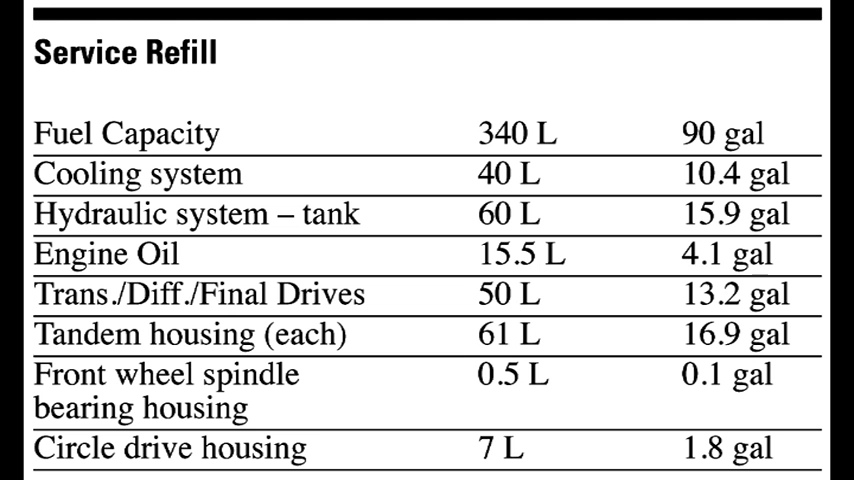 Service Refill
Fuel Capacity 340 L 90 gal
Cooling system 40 L 10.4 gal
Hydraulic system – tank 60 L 15.9 gal
Engine Oil 15.5 L 4.1 gal
Trans./Diff./Final Drives 50 L 13.2 gal
Tandem housing (each) 61 L 16.9 gal
Front wheel spindle 0.5 L 0.1 gal
bearing housing
Circle drive housing 7 L 1.8 gal